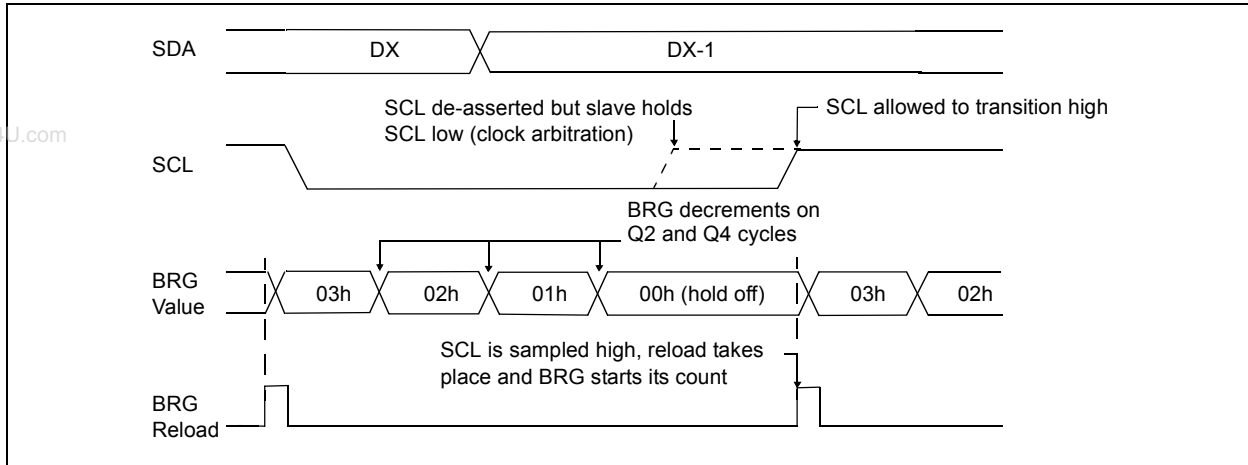 SDA
DX
DX-1
SCL de-asserted but slave holds
SCL low (clock arbitration)
SCL allowed to transition high
4U.com
SCL
BRG decrements on
Q2 and Q4 cycles
BRG
Value
03h
02h
01h
00h (hold off)
03h
02h
SCL is sampled high, reload takes
place and BRG starts its count
BRG
Reload